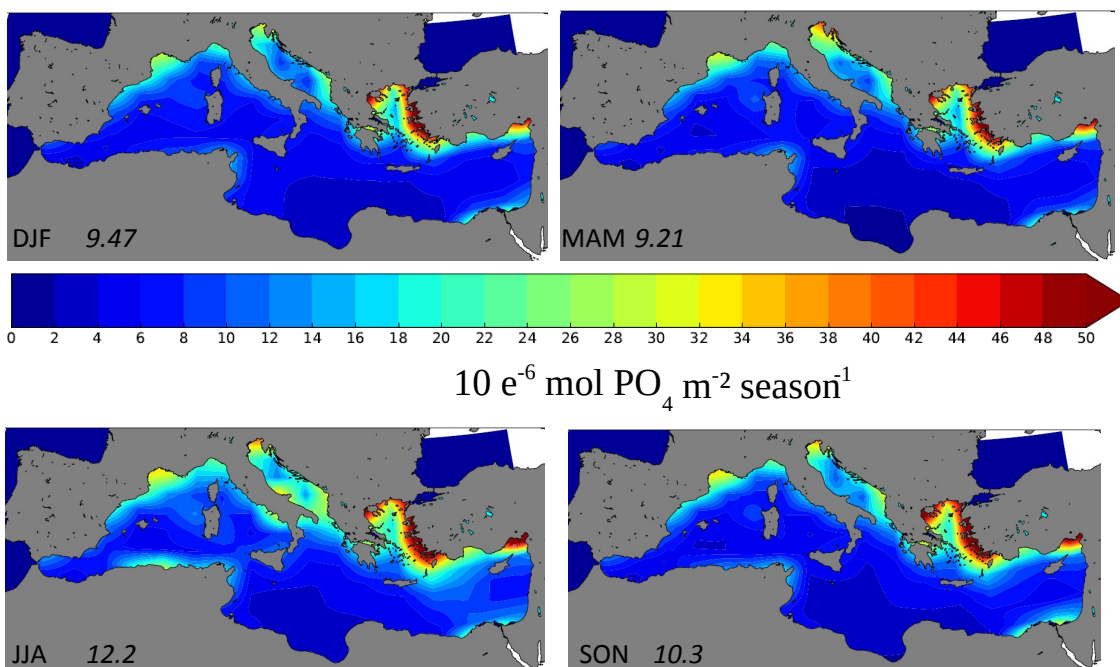 DJF 9.47
MAM 9.21
0 2 4 6 8 10 12 14 16 18 20 22 24 26 28 30 32 34 36 38 40 42 44 46 48 50
10 e⁻⁶ mol PO₄ m⁻² season⁻¹
JJA 12.2
SON 10.3